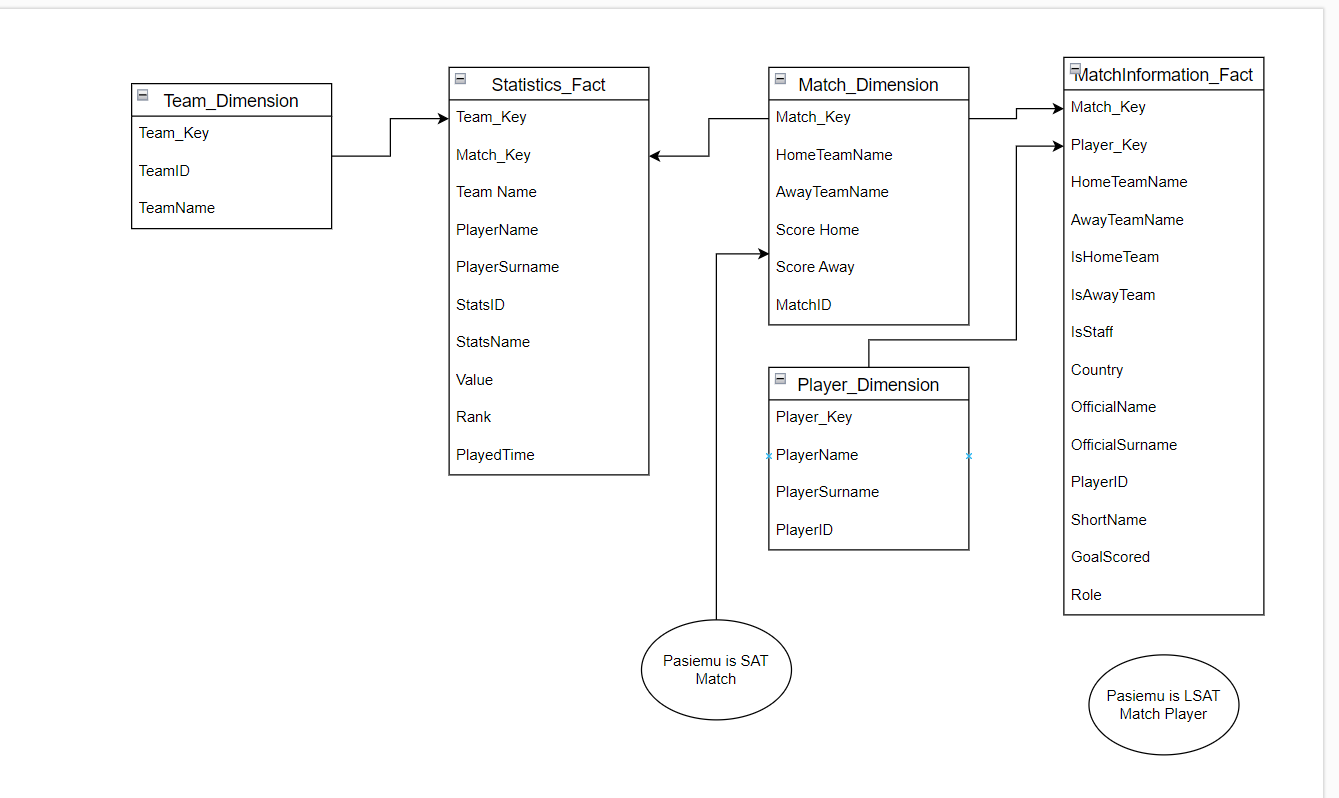 Team_Dimension
Team_Key
TeamID
TeamName
Statistics_Fact
Team_Key
Match_Key
Team Name
PlayerName
PlayerSurname
StatsID
StatsName
Value
Rank
PlayedTime
Match_Dimension
Match_Key
HomeTeamName
AwayTeamName
Score Home
Score Away
MatchID
Player_Dimension
Player_Key
PlayerName
PlayerSurname
PlayerID
MatchInformation_Fact
Match_Key
Player_Key
HomeTeamName
AwayTeamName
IsHomeTeam
IsAwayTeam
IsStaff
Country
OfficialName
OfficialSurname
PlayerID
ShortName
GoalScored
Role
Pasiemu is SAT
Match
Pasiemu is LSAT
Match Player